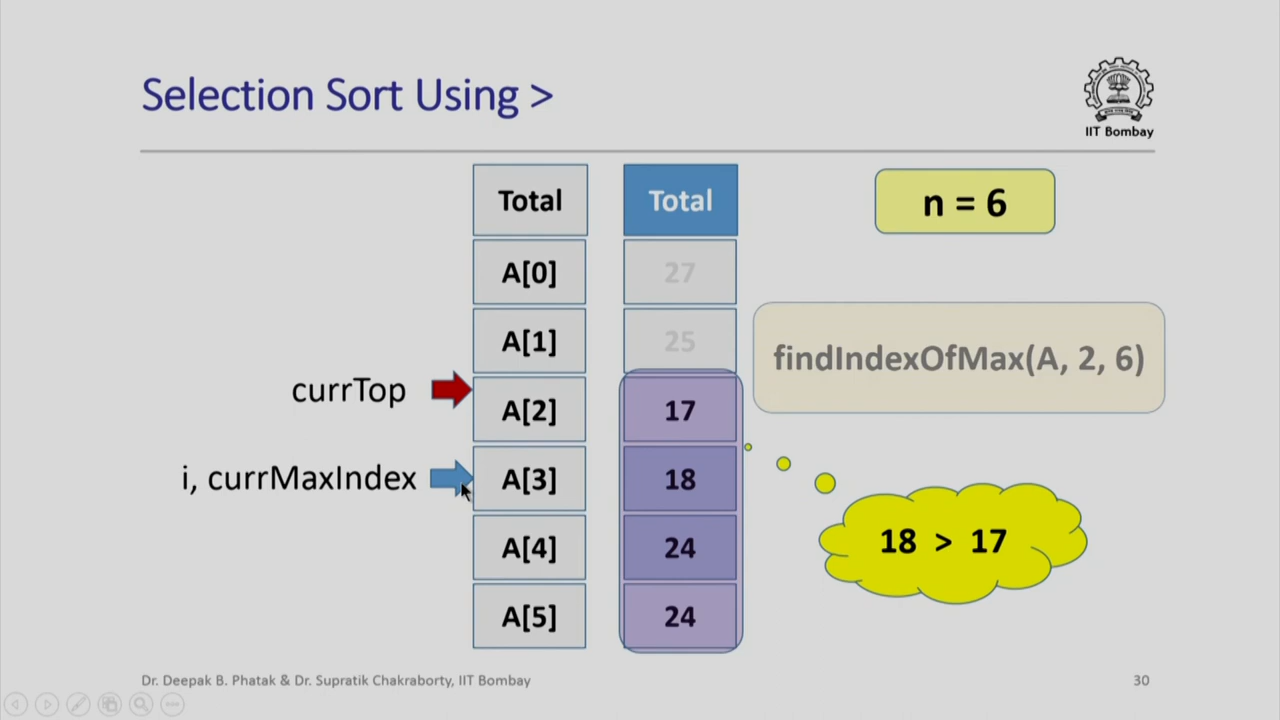 Selection Sort Using >
IIT Bombay
Total Total
n = 6
A[0] 27
A[1] 25
findIndexOfMax(A, 2, 6)
currTop A[2] 17
i, currMaxIndex A[3] 18
18 > 17
A[4] 24
A[5] 24
Dr. Deepak B. Phatak & Dr. Supratik Chakraborty, IIT Bombay
30